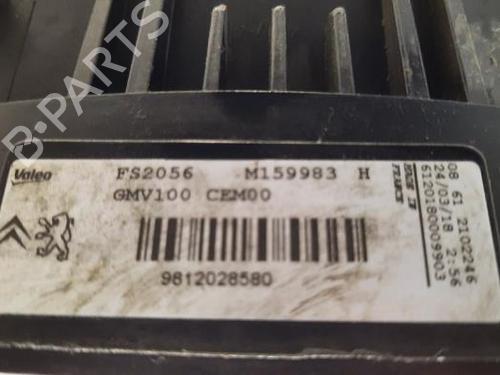 B-PARTS
Valeo
FS2056 M159983 H
GMV100 CEM00
9812028580
MADE IN
FRANCE
08 61 2102246
24/03/18 2:56
6120180009903